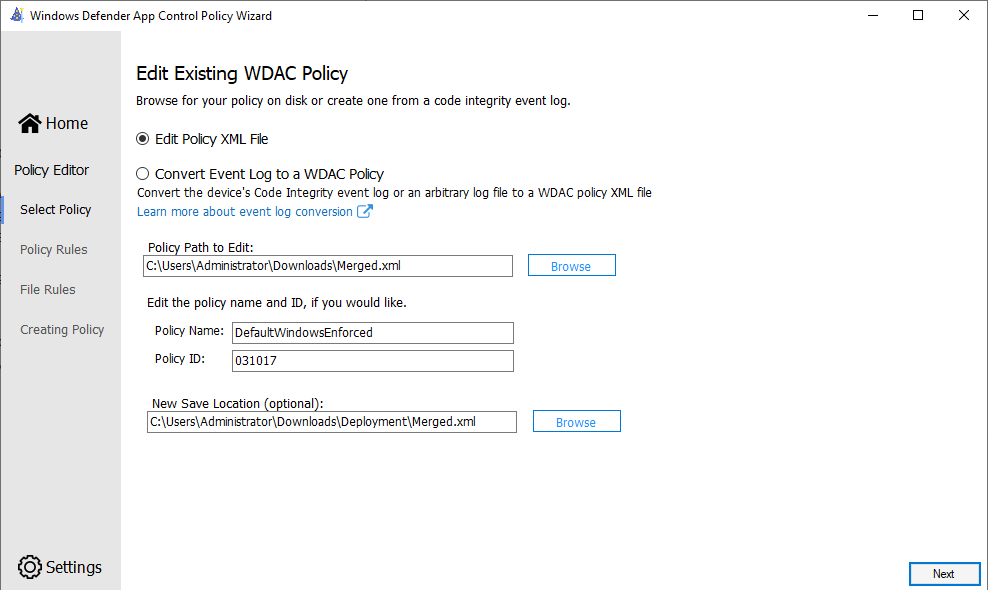 Windows Defender App Control Policy Wizard
Home
Policy Editor
Select Policy
Policy Rules
File Rules
Creating Policy
Settings
Edit Existing WDAC Policy
Browse for your policy on disk or create one from a code integrity event log.
Edit Policy XML File
Convert Event Log to a WDAC Policy
Convert the device's Code Integrity event log or an arbitrary log file to a WDAC policy XML file
Learn more about event log conversion
Policy Path to Edit:
C:\Users\Administrator\Downloads\Merged.xml Browse
Edit the policy name and ID, if you would like.
Policy Name: DefaultWindowsEnforced
Policy ID: 031017
New Save Location (optional):
C:\Users\Administrator\Downloads\Deployment\Merged.xml Browse
Next